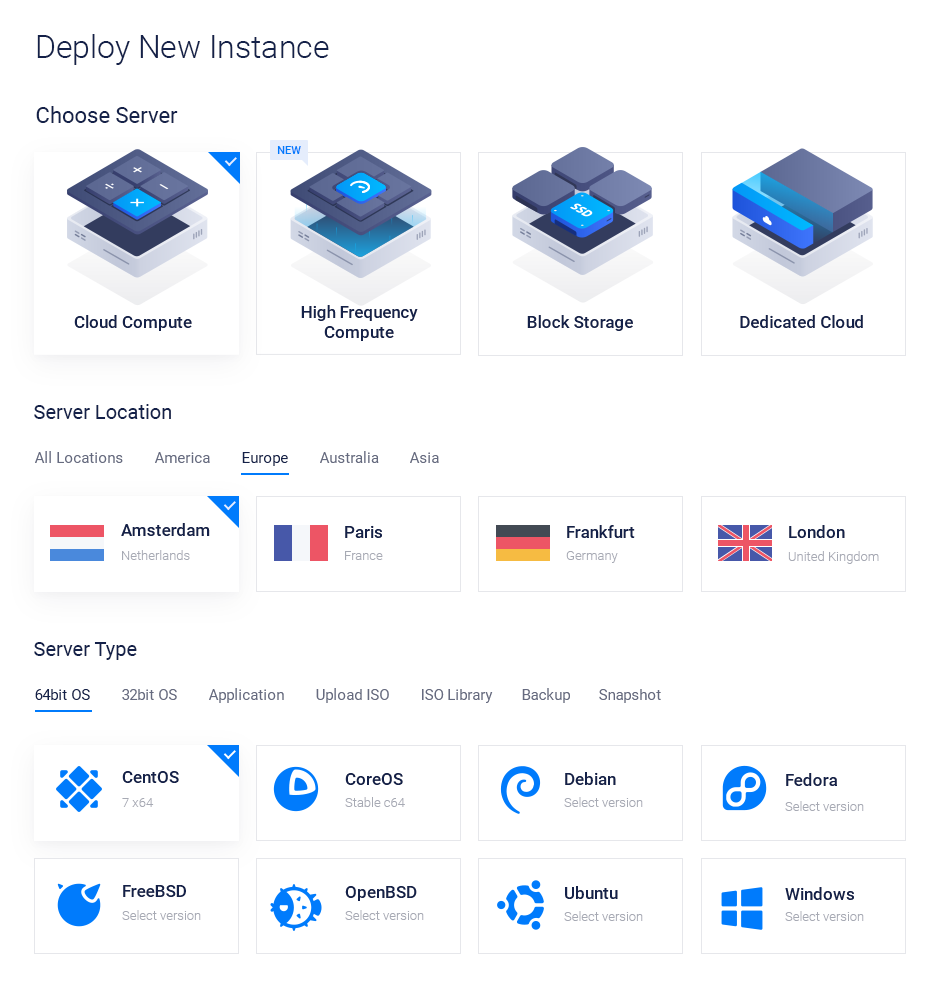 Deploy New Instance
Choose Server
NEW
SSD
Cloud Compute
High Frequency
Compute
Block Storage
Dedicated Cloud
Server Location
All Locations
America
Europe
Australia
Asia
Amsterdam
Netherlands
Paris
France
Frankfurt
Germany
London
United Kingdom
Server Type
64bit OS
32bit OS
Application
Upload ISO
ISO Library
Backup
Snapshot
CentOS
7 x64
CoreOS
Stable c64
Debian
Select version
Fedora
Select version
FreeBSD
Select version
OpenBSD
Select version
Ubuntu
Select version
Windows
Select version